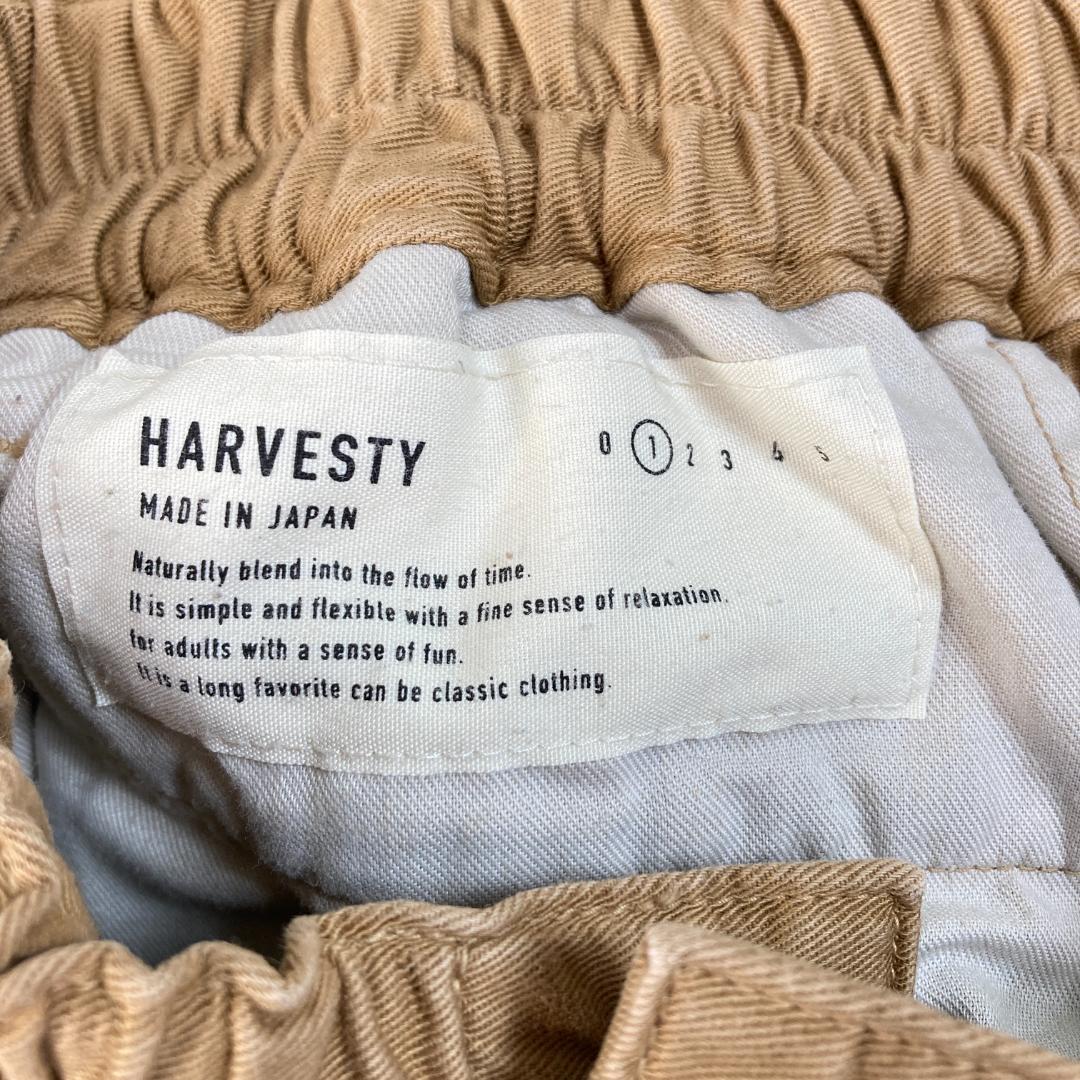 HARVESTY
0 1 2 3 4 5
MADE IN JAPAN
Naturally blend into the flow of time.
It is simple and flexible with a fine sense of relaxation.
for adults with a sense of fun.
It is a long favorite can be classic clothing.